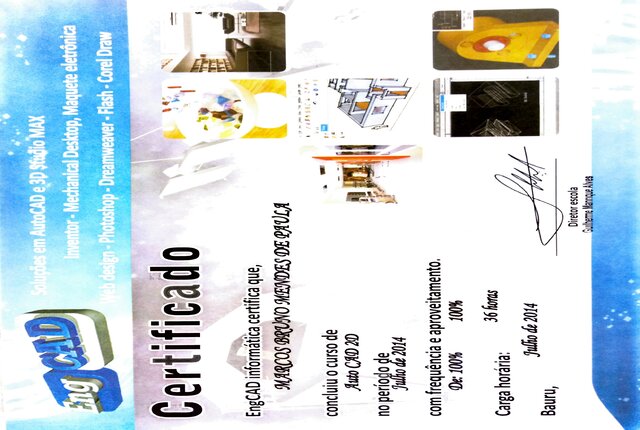 EngCAD
Soluções em AutoCAD e 3D Studio MAX
Inventor - Mechanical Desktop, Maquete eletrônica
Web design - Photoshop - Dreamweaver - Flash - Corel Draw
Certificado
EngCAD informática certifica que,
MARCOS BRUNO MENDES DE PAULA
concluiu o curso de
Auto CAD 2D
no período de
Julho de 2014
com frequência e aproveitamento.
De: 100% 100%
Carga horária: 36 horas
Bauru, Julho de 2014
Diretor escola
Guilherme Manrique Alves